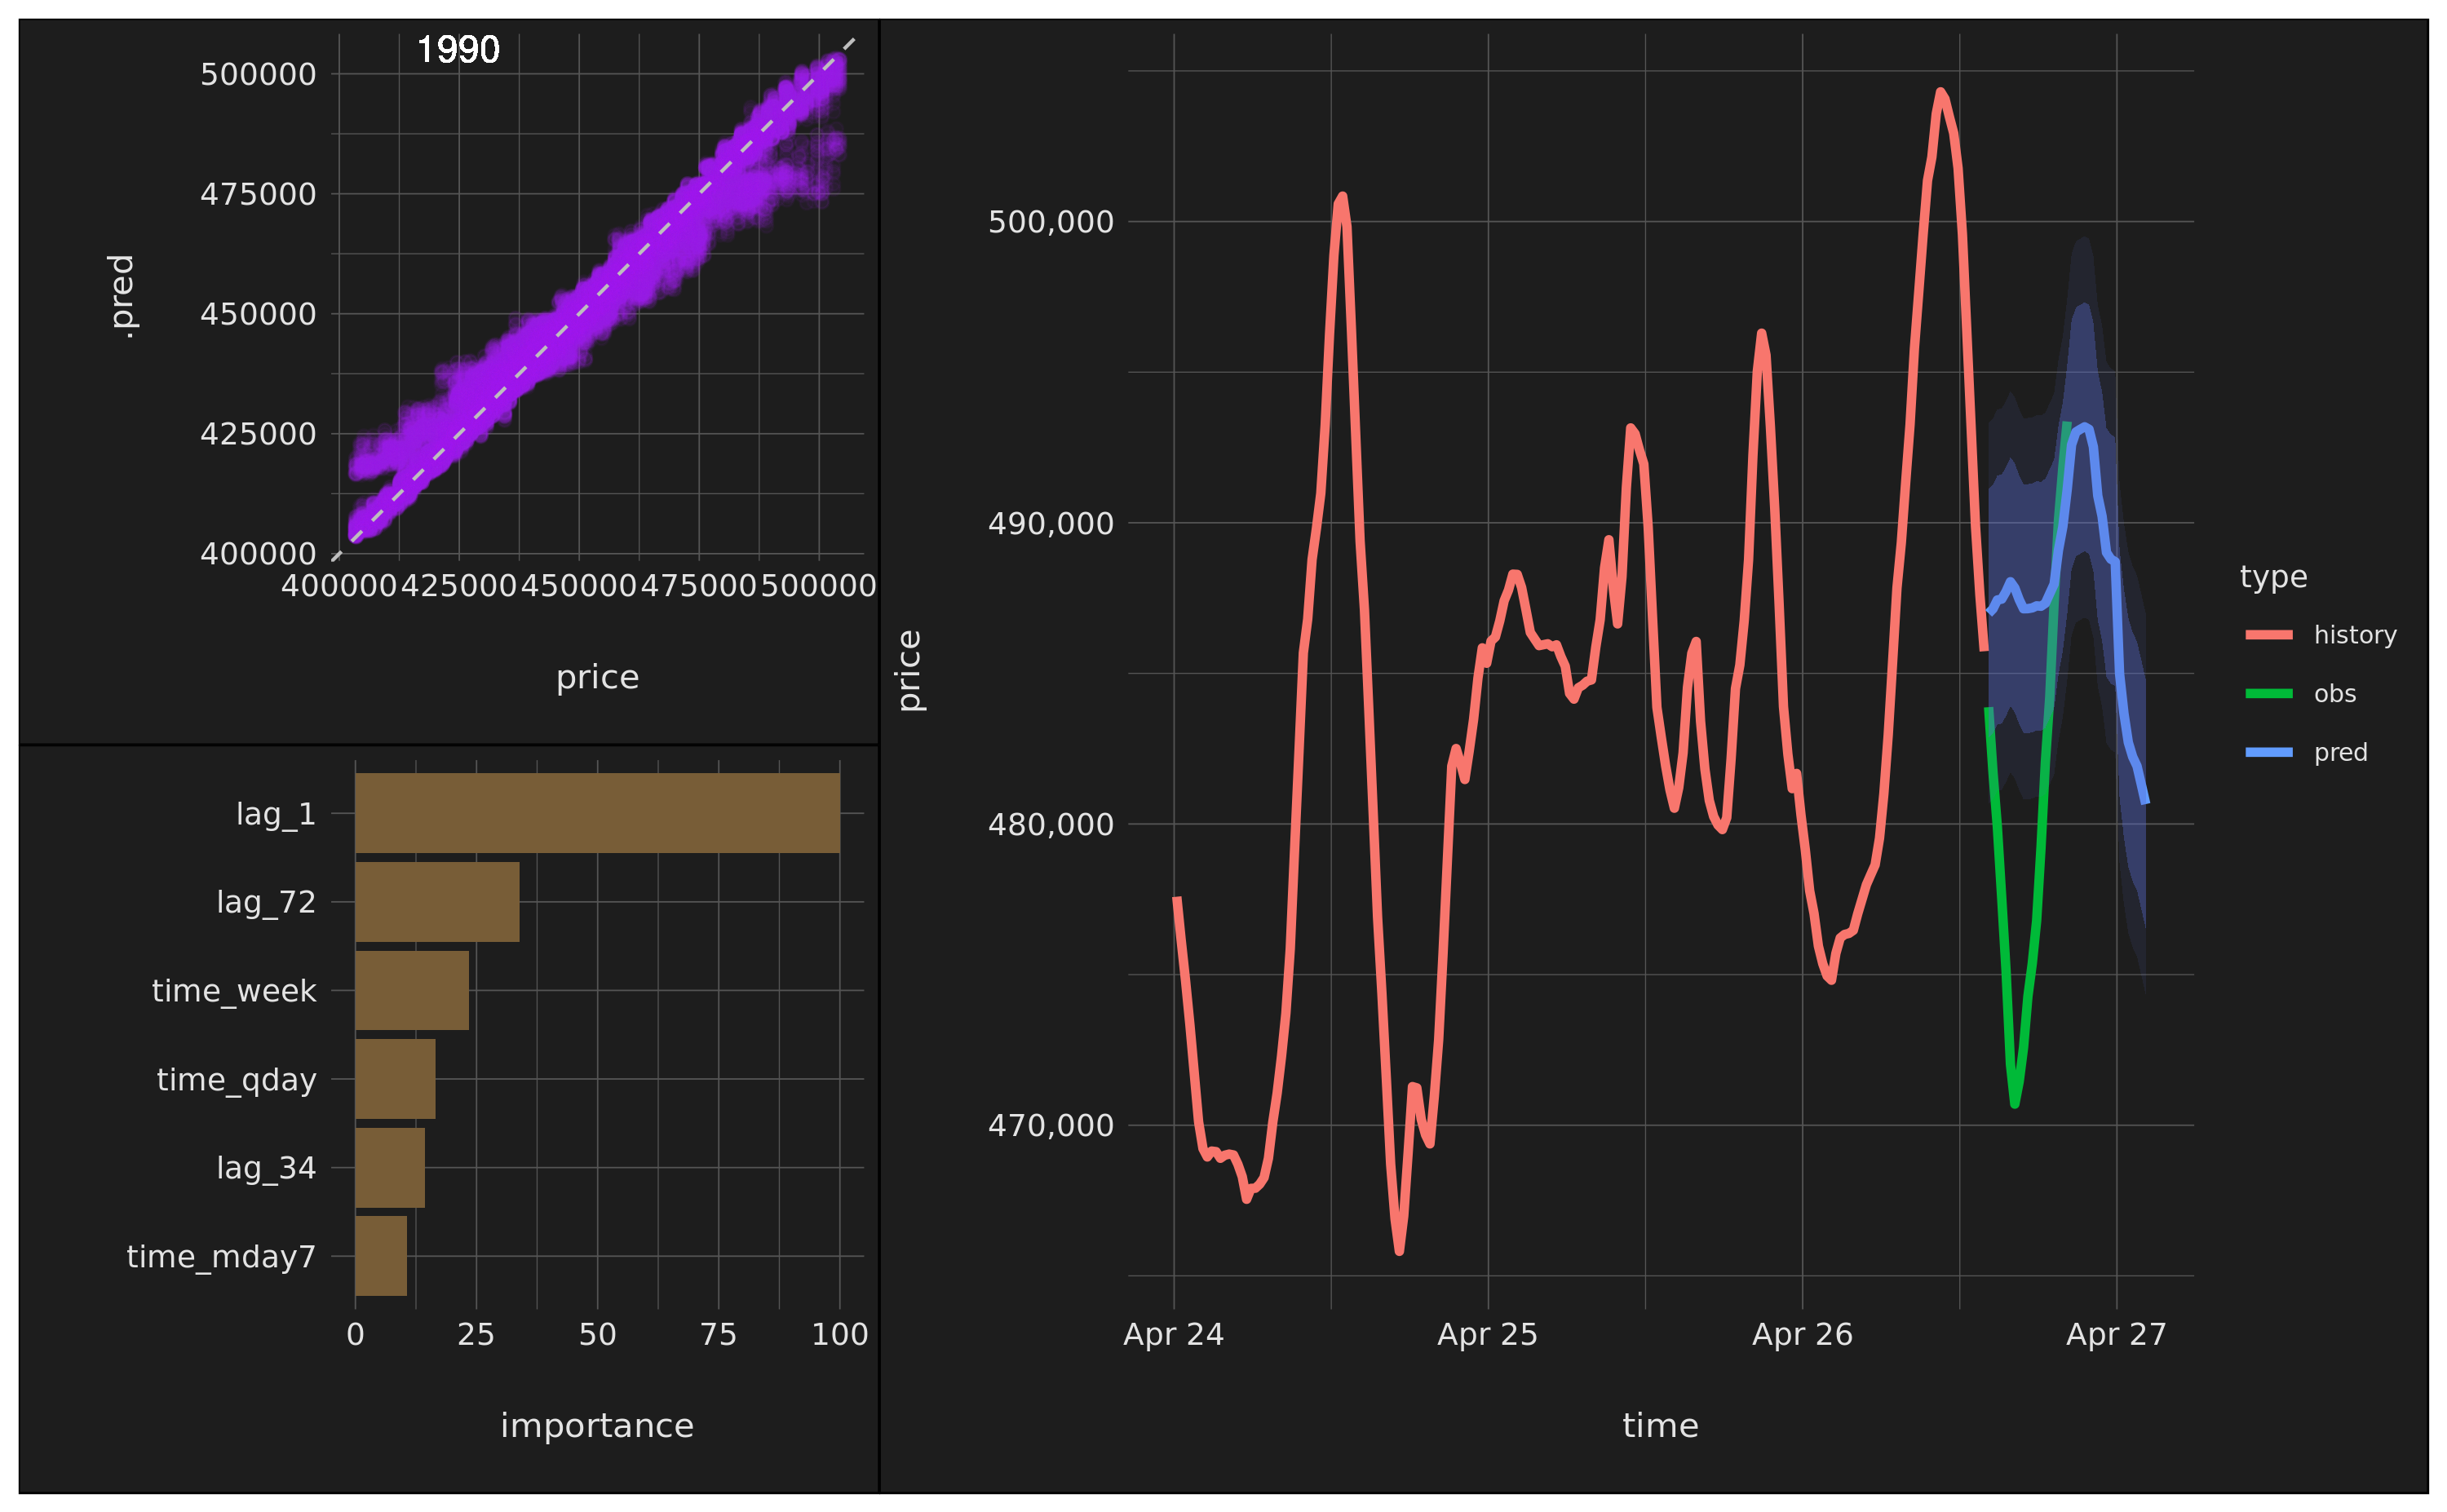 1990
500000
475000
450000
425000
400000
.pred
400000 425000 450000 475000 500000
price
lag_1
lag_72
time_week
time_qday
lag_34
time_mday7
0 25 50 75 100
importance
500,000
490,000
480,000
470,000
price
Apr 24 Apr 25 Apr 26 Apr 27
time
type
history
obs
pred